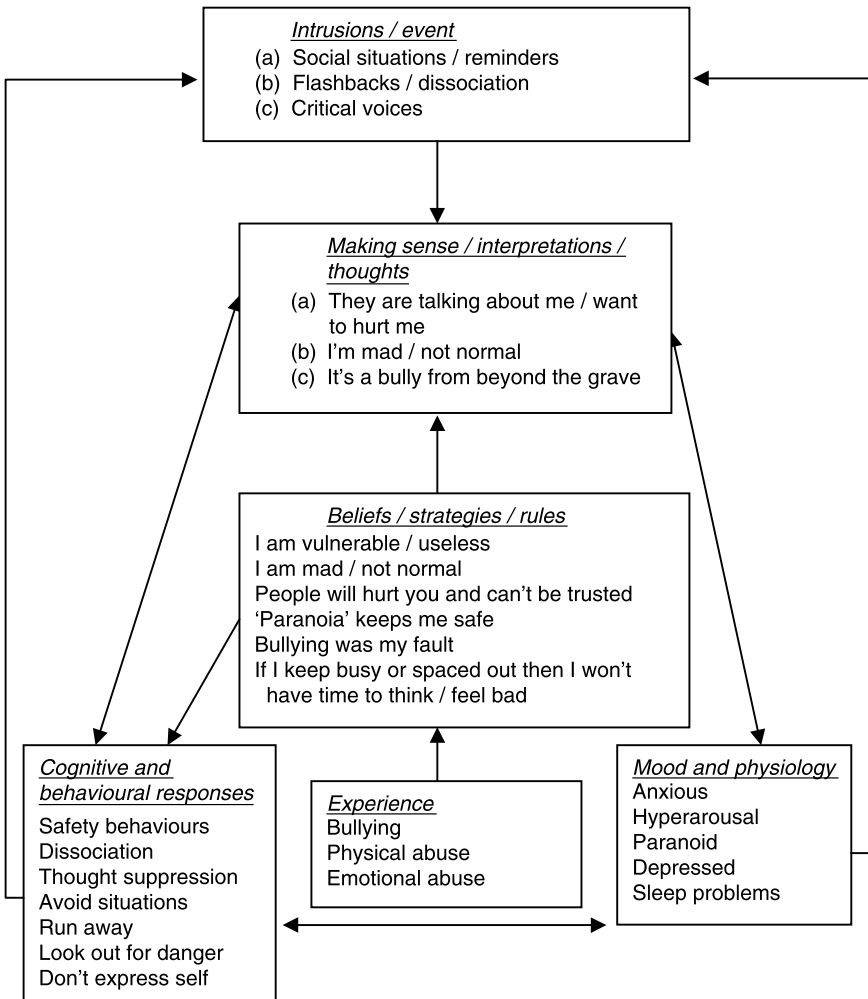 Intrusions / event
(a) Social situations / reminders
(b) Flashbacks / dissociation
(c) Critical voices
Making sense / interpretations /
thoughts
(a) They are talking about me / want
to hurt me
(b) I’m mad / not normal
(c) It’s a bully from beyond the grave
Beliefs / strategies / rules
I am vulnerable / useless
I am mad / not normal
People will hurt you and can’t be trusted
‘Paranoia’ keeps me safe
Bullying was my fault
If I keep busy or spaced out then I won’t
have time to think / feel bad
Cognitive and
behavioural responses
Safety behaviours
Dissociation
Thought suppression
Avoid situations
Run away
Look out for danger
Don’t express self
Experience
Bullying
Physical abuse
Emotional abuse
Mood and physiology
Anxious
Hyperarousal
Paranoid
Depressed
Sleep problems